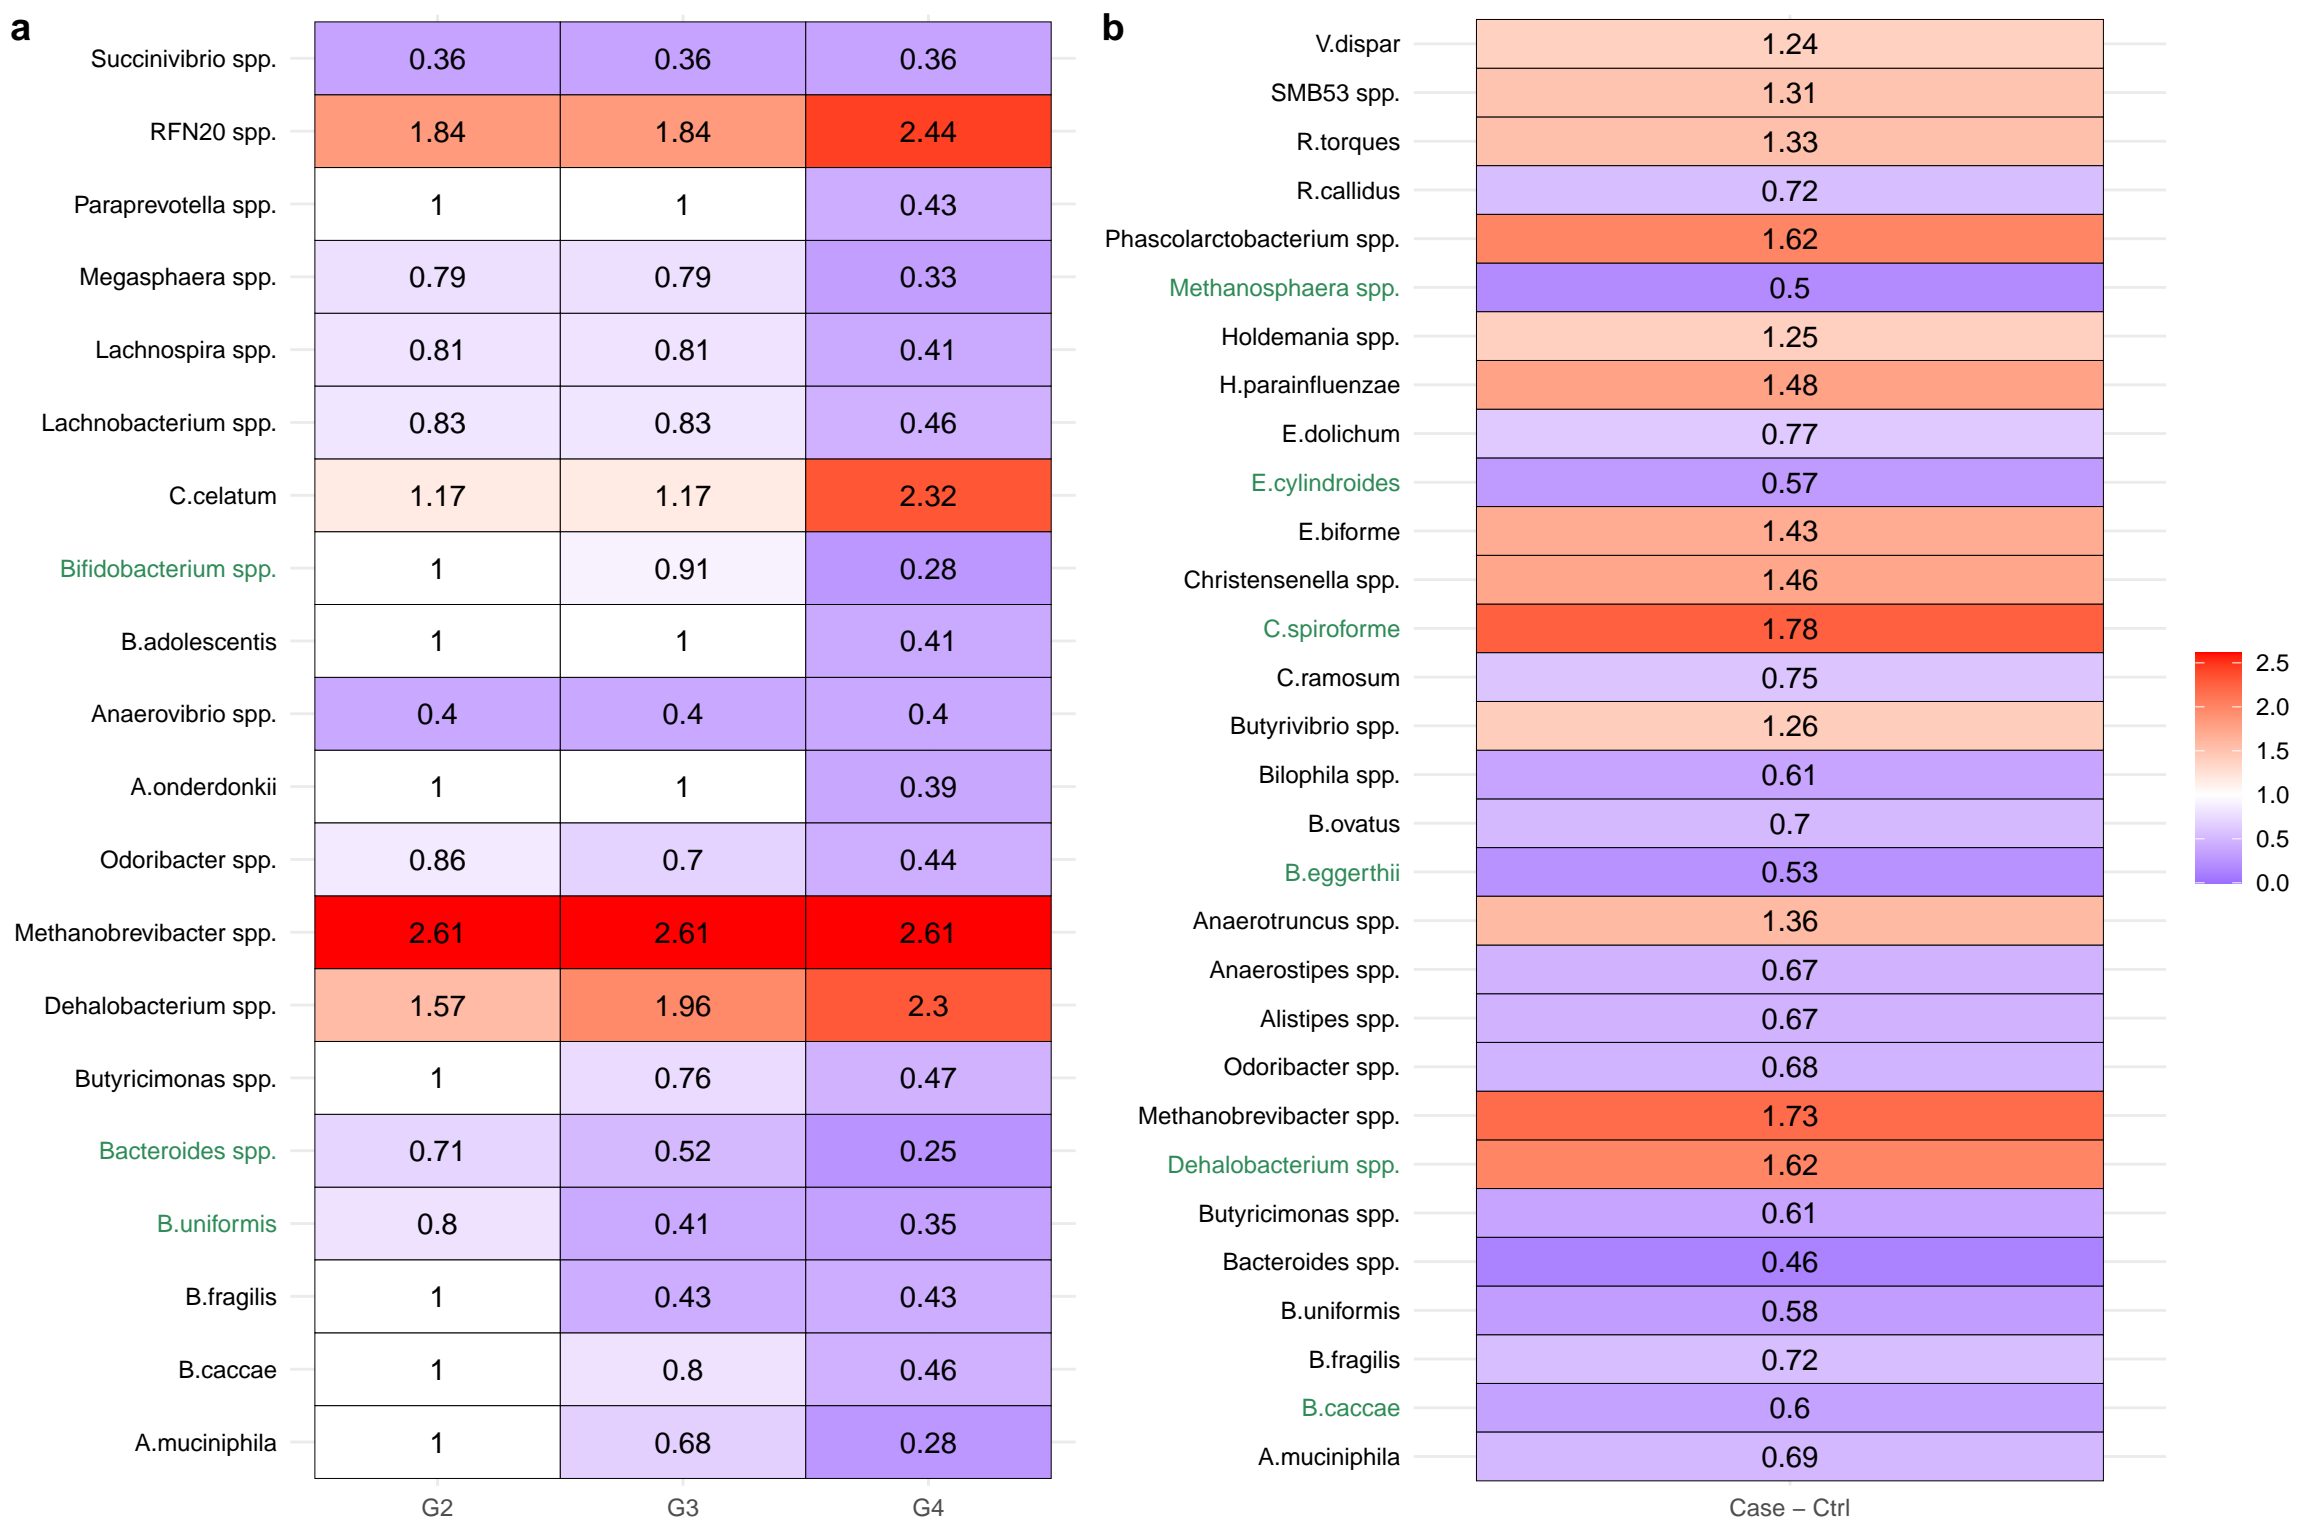 a
Succinivibrio spp. 0.36 0.36 0.36
RFN20 spp. 1.84 1.84 2.44
Paraprevotella spp. 1 1 0.43
Megasphaera spp. 0.79 0.79 0.33
Lachnospira spp. 0.81 0.81 0.41
Lachnobacterium spp. 0.83 0.83 0.46
C.celatum 1.17 1.17 2.32
Bifidobacterium spp. 1 0.91 0.28
B.adolescentis 1 1 0.41
Anaerovibrio spp. 0.4 0.4 0.4
A.onderdonkii 1 1 0.39
Odoribacter spp. 0.86 0.7 0.44
Methanobrevibacter spp. 2.61 2.61 2.61
Dehalobacterium spp. 1.57 1.96 2.3
Butyricimonas spp. 1 0.76 0.47
Bacteroides spp. 0.71 0.52 0.25
B.uniformis 0.8 0.41 0.35
B.fragilis 1 0.43 0.43
B.caccae 1 0.8 0.46
A.muciniphila 1 0.68 0.28
G2 G3 G4
b
V.dispar 1.24
SMB53 spp. 1.31
R.torques 1.33
R.callidus 0.72
Phascolarctobacterium spp. 1.62
Methanosphaera spp. 0.5
Holdemania spp. 1.25
H.parainfluenzae 1.48
E.dolichum 0.77
E.cylindroides 0.57
E.biforme 1.43
Christensenella spp. 1.46
C.spiroforme 1.78
C.ramosum 0.75
Butyrivibrio spp. 1.26
Bilophila spp. 0.61
B.ovatus 0.7
B.eggerthii 0.53
Anaerotruncus spp. 1.36
Anaerostipes spp. 0.67
Alistipes spp. 0.67
Odoribacter spp. 0.68
Methanobrevibacter spp. 1.73
Dehalobacterium spp. 1.62
Butyricimonas spp. 0.61
Bacteroides spp. 0.46
B.uniformis 0.58
B.fragilis 0.72
B.caccae 0.6
A.muciniphila 0.69
Case − Ctrl
2.5
2.0
1.5
1.0
0.5
0.0